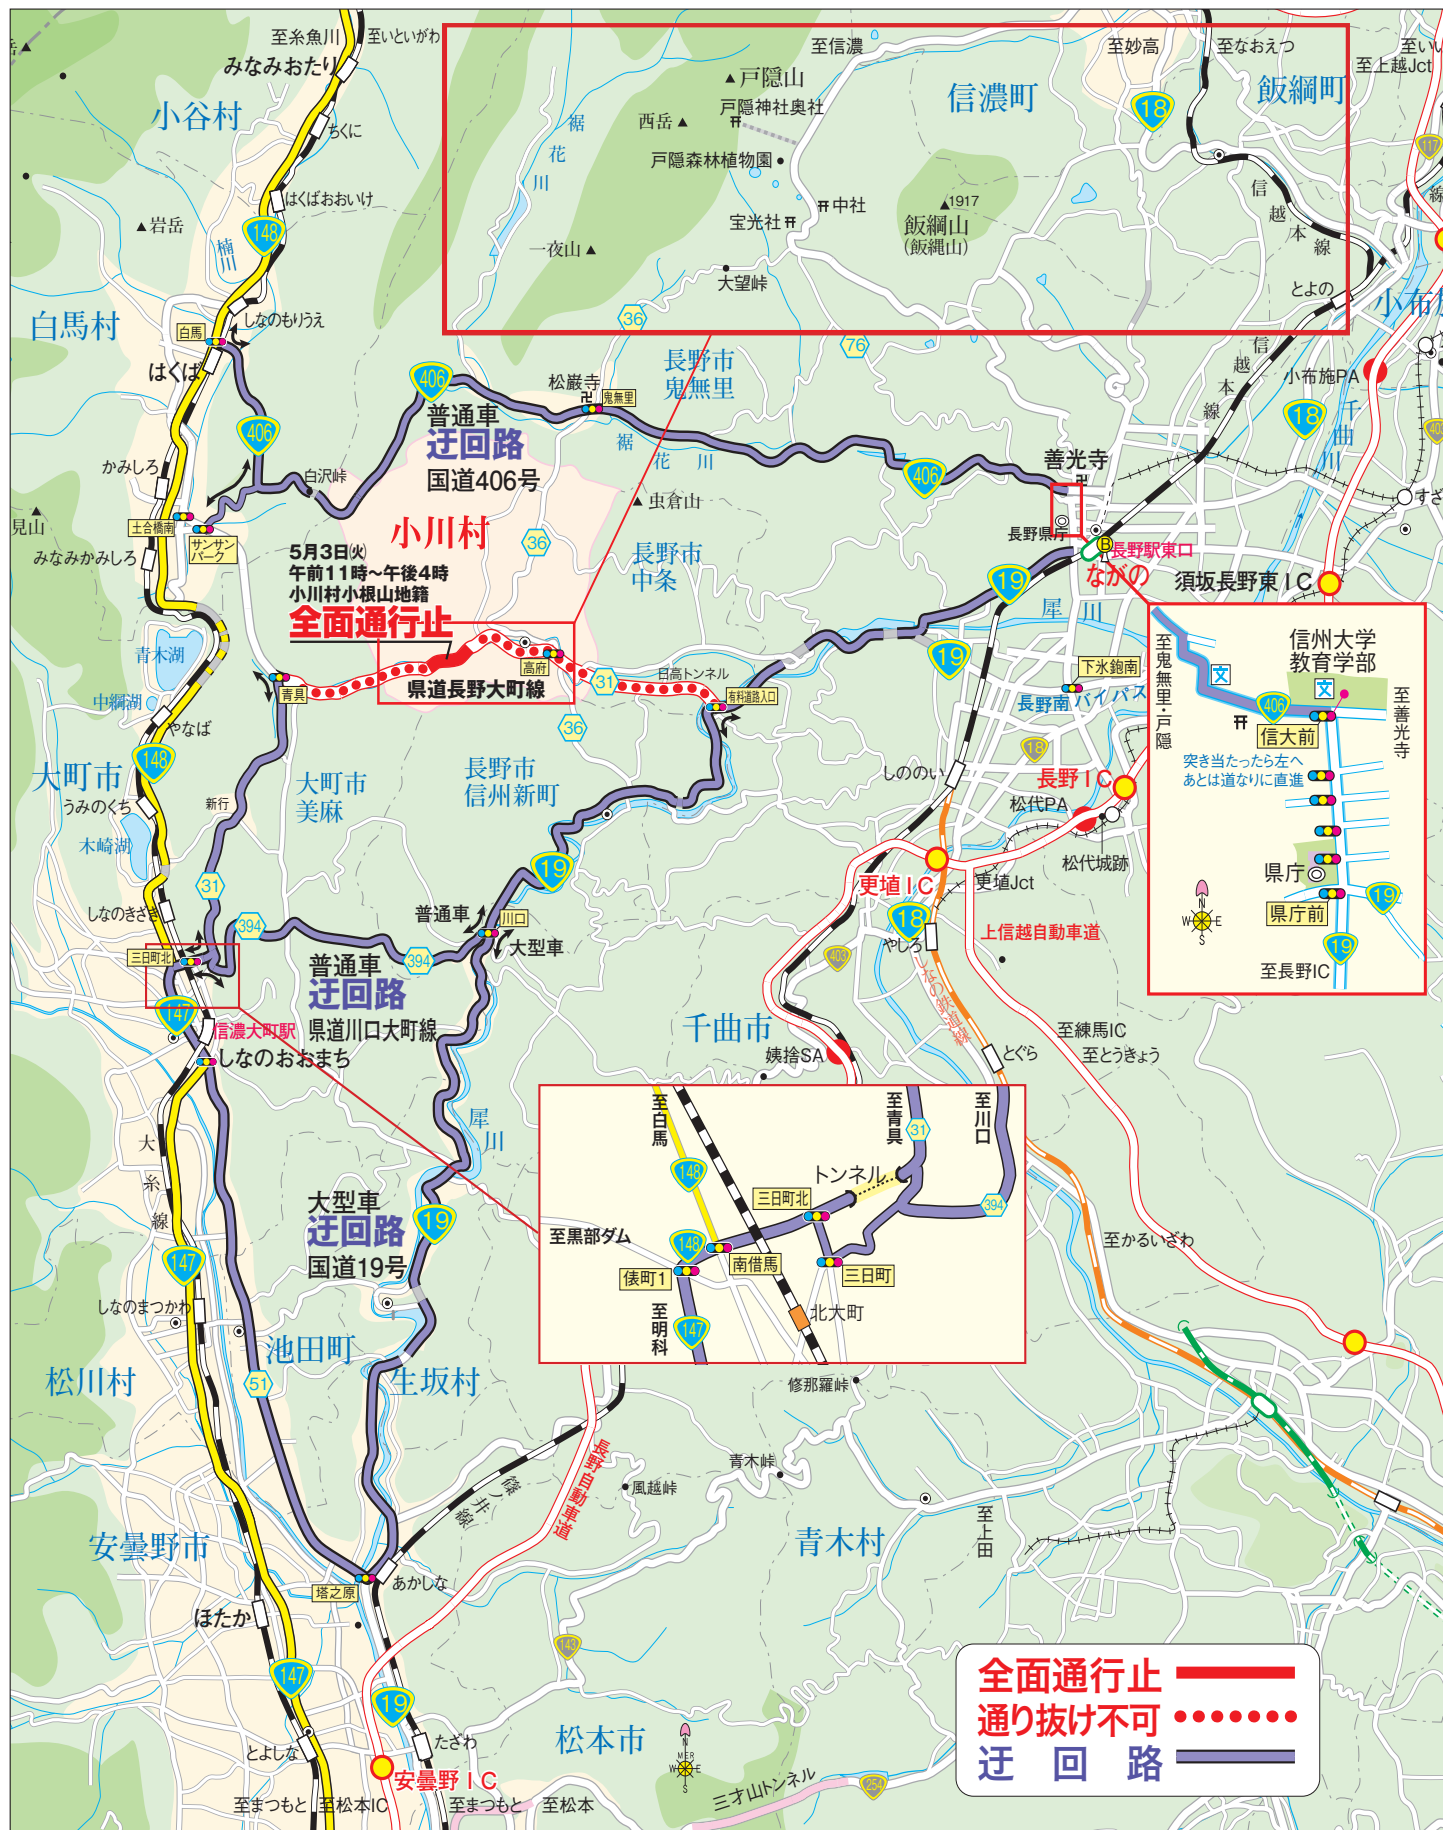 至糸魚川
至いといがわ
みなみおたり
小谷村
ちくに
はくばおおいけ
岩岳
148
楠川
白馬村
白馬
しなのもりうえ
はくば
至信濃
戸隠山
戸隠神社奥社
西岳
戸隠森林植物園
裾花川
宝光社
中社
一夜山
大望峠
36
76
信濃町
1917
飯綱山
(飯縄山)
至妙高
至なおえつ
至上越Jct
18
飯綱町
117
信越本線
とよの
信越本線
小布施PA
千曲川
18
403
406
406
松巌寺
鬼無里
長野市
鬼無里
普通車
迂回路
国道406号
裾花川
406
善光寺
かみしろ
白沢峠
土合橋南
サンサン
パーク
みなみかみしろ
見山
小川村
36
虫倉山
長野市
中条
長野県庁
B
長野駅東口
ながの
須坂長野東IC
5月3日(火)
午前11時~午後4時
小川村小根山地籍
全面通行止
青木湖
中綱湖
やなば
青具
高府
県道長野大町線
31
日高トンネル
有料道路入口
36
19
19
犀川
下氷鉋南
長野南バイパス
18
しののい
長野IC
松代PA
松代城跡
148
大町市
うみのくち
木崎湖
新行
大町市
美麻
長野市
信州新町
19
31
しなのきざき
394
普通車
川口
394
大型車
三日町北
普通車
迂回路
県道川口大町線
147
信濃大町駅
しなのおおまち
更埴IC
更埴Jct
18
やしろ
403
上信越自動車道
しなの鉄道線
千曲市
姨捨SA
とぐら
至練馬IC
至とうきょう
至鬼無里・戸隠
信州大学
教育学部
文
文
至善光寺
406
信大前
突き当たったら左へ
あとは道なりに直進
県庁
県庁前
19
19
至長野IC
N
W
E
S
犀川
大糸線
大型車
迂回路
国道19号
19
至白馬
至青具
至川口
31
148
トンネル
三日町北
394
至黒部ダム
148
南借馬
俵町1
三日町
至明科
147
北大町
至かるいざわ
147
しなのまつかわ
池田町
松川村
51
生坂村
修那羅峠
青木峠
風越峠
長野自動車道
篠ノ井線
青木村
至上田
安曇野市
塔之原
あかしな
ほたか
143
147
19
とよしな
たざわ
安曇野IC
松本市
N
MER
W
E
S
三才山トンネル
254
至まつもと
至松本IC
至まつもと
至松本
全面通行止
通り抜け不可
迂回路